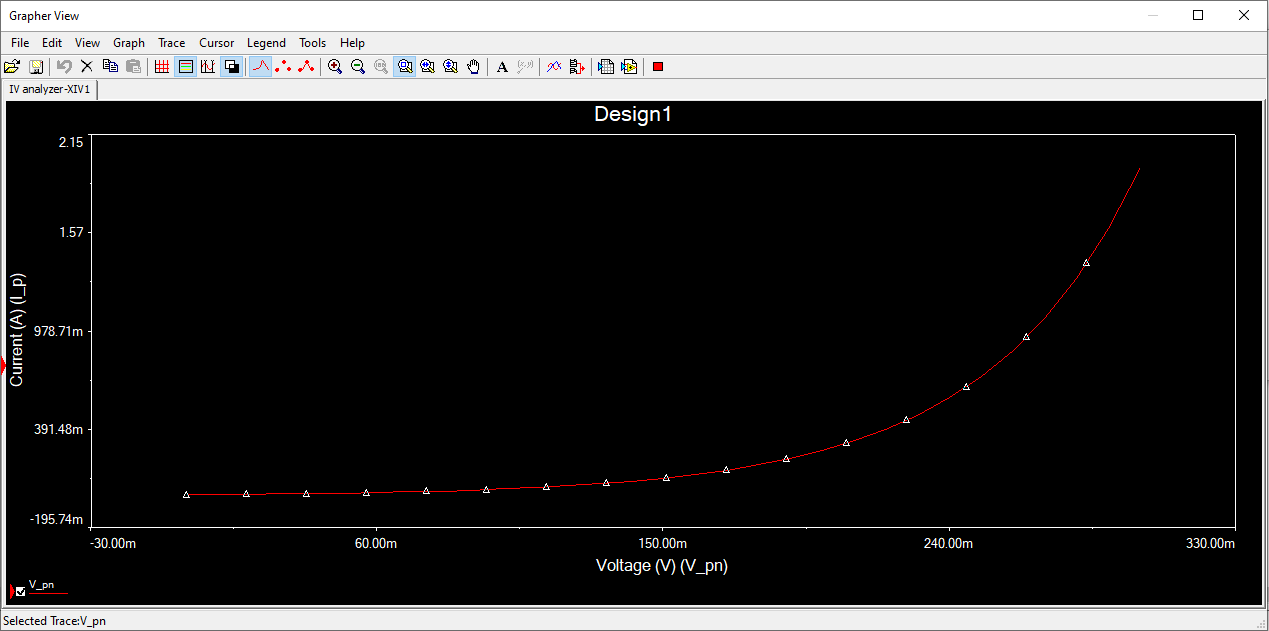 Grapher View
File Edit View Graph Trace Cursor Legend Tools Help
A
IV analyzer-XIV1
Design1
2.15
1.57
978.71m
391.48m
-195.74m
Current (A) (I_p)
-30.00m 60.00m 150.00m 240.00m 330.00m
Voltage (V) (V_pn)
V_pn
Selected Trace:V_pn